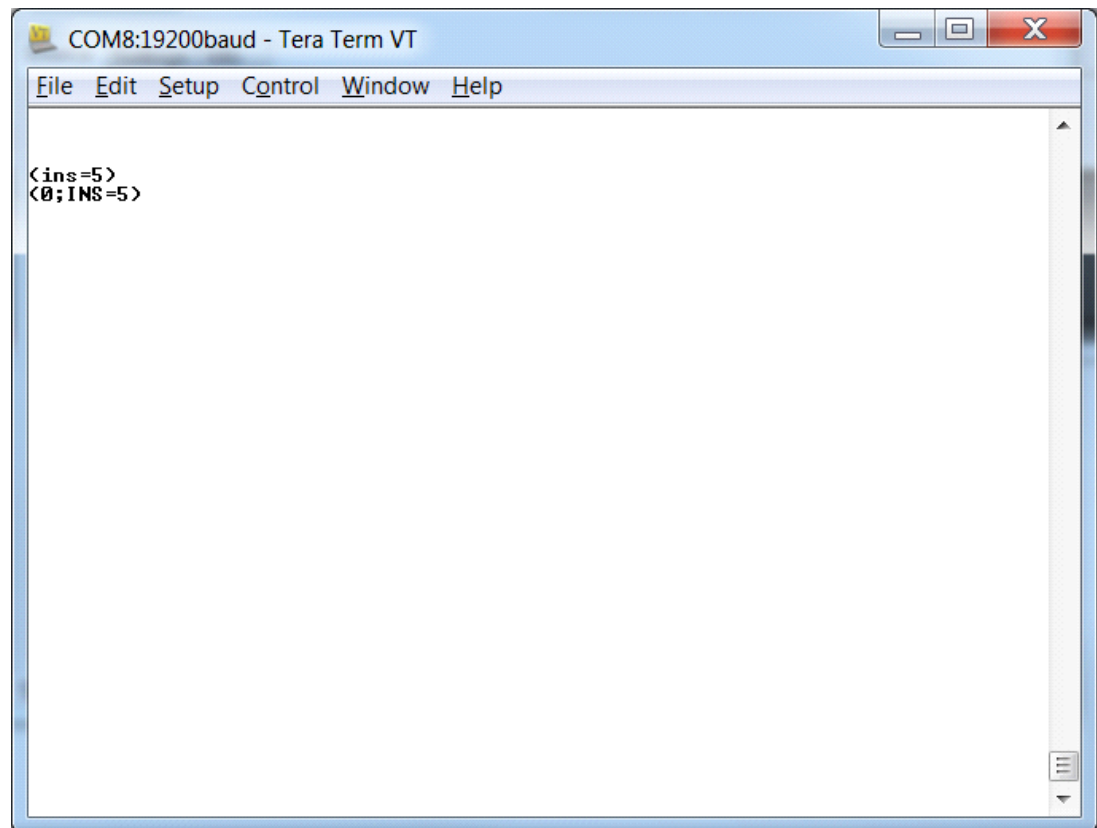 COM8:19200baud - Tera Term VT
File Edit Setup Control Window Help
(ins=5)
(0;INS=5)